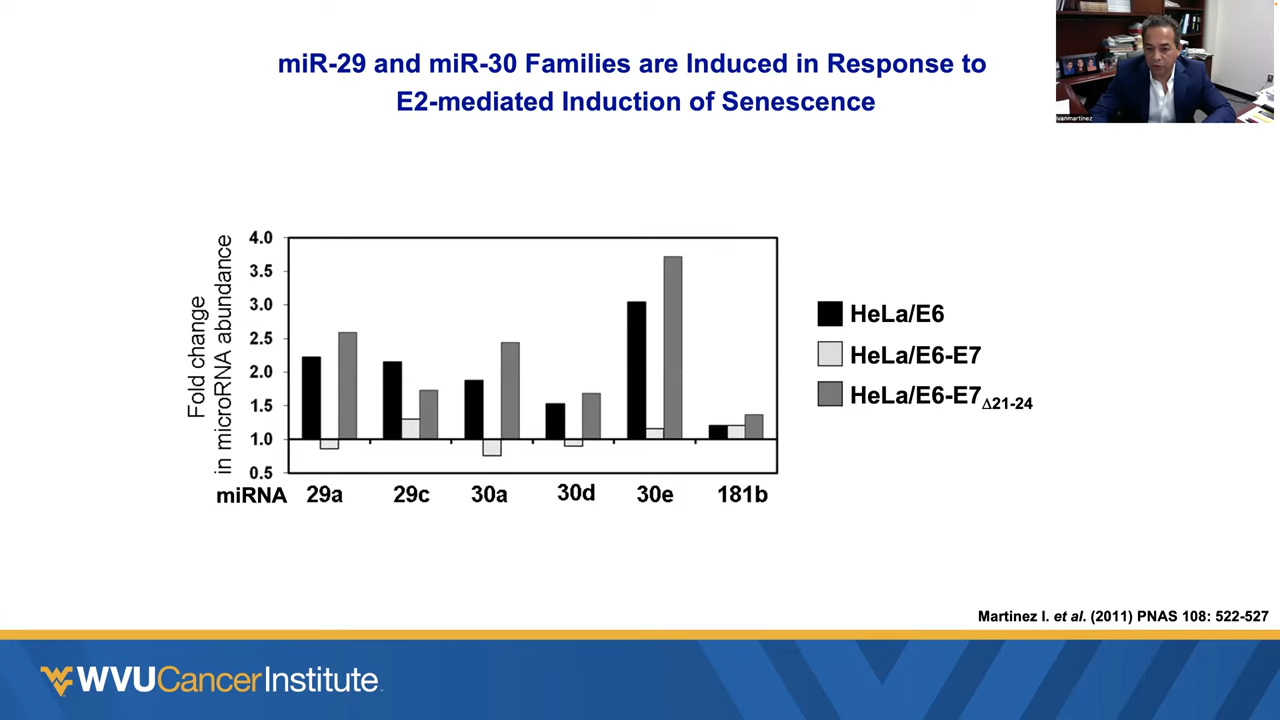 miR-29 and miR-30 Families are Induced in Response to
E2-mediated Induction of Senescence
Ivanmartinez
Fold change
in microRNA abundance
4.0
3.5
3.0
2.5
2.0
1.5
1.0
0.5
miRNA 29a 29c 30a 30d 30e 181b
HeLa/E6
HeLa/E6-E7
HeLa/E6-E7Δ21-24
Martinez I. et al. (2011) PNAS 108: 522-527
WV WVUCancerInstitute